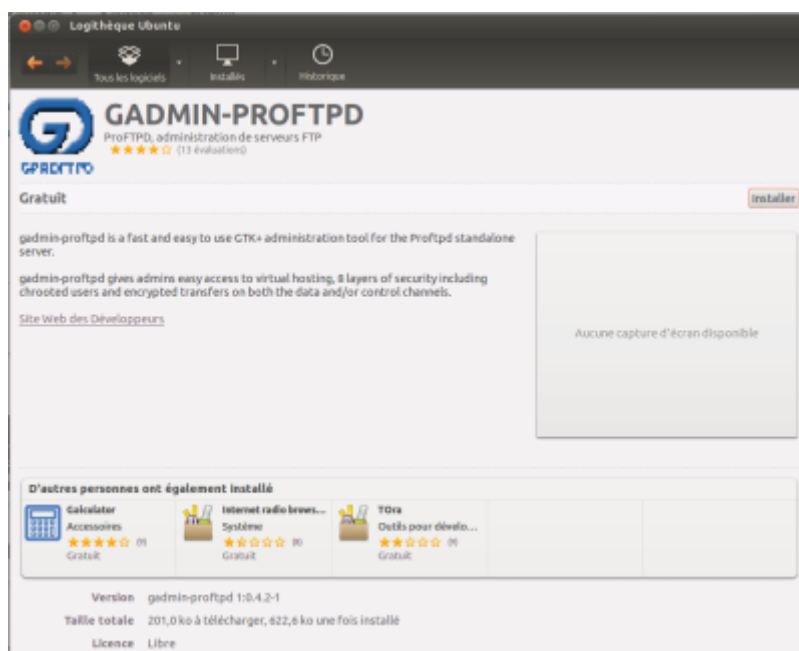 Logithèque Ubuntu
Tous les logiciels
Installés
Historique
GADMIN-PROFTPD
ProFTPD, administration de serveurs FTP
(13 évaluations)
Gratuit
Installer
gadmin-proftpd is a fast and easy to use GTK+ administration tool for the Proftpd standalone
server.
gadmin-proftpd gives admins easy access to virtual hosting, 8 layers of security including
chrooted users and encrypted transfers on both the data and/or control channels.
Site Web des Développeurs
Aucune capture d'écran disponible
D'autres personnes ont également installé
Galculator
Accessoires
Gratuit
Internet radio brows...
Système
Gratuit
TOra
Outils pour dévelo...
Gratuit
Version gadmin-proftpd 1:0.4.2-1
Taille totale 201,0 ko à télécharger, 622,6 ko une fois installé
Licence Libre